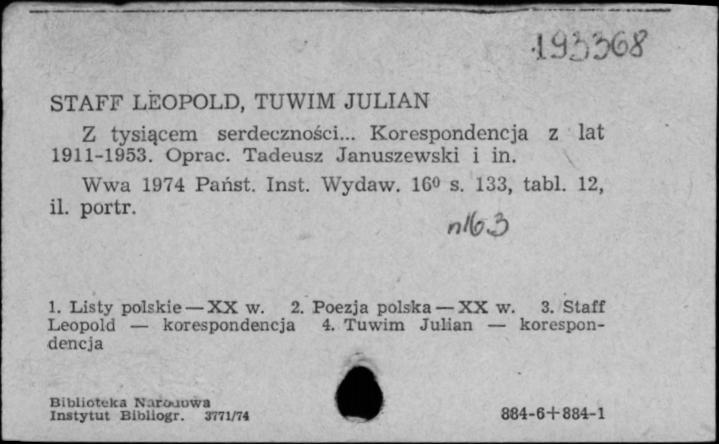 193368
STAFF LEOPOLD, TUWIM JULIAN
Z tysiącem serdeczności... Korespondencja z lat
1911-1953. Oprac. Tadeusz Januszewski i in.
Wwa 1974 Państ. Inst. Wydaw. 16⁰ s. 133, tabl. 12,
il. portr.
n163
1. Listy polskie — XX w. 2. Poezja polska — XX w. 3. Staff
Leopold — korespondencja 4. Tuwim Julian — korespon-
dencja
Biblioteka Narodowa
Instytut Bibliogr. 3771/74
884-6+884-1